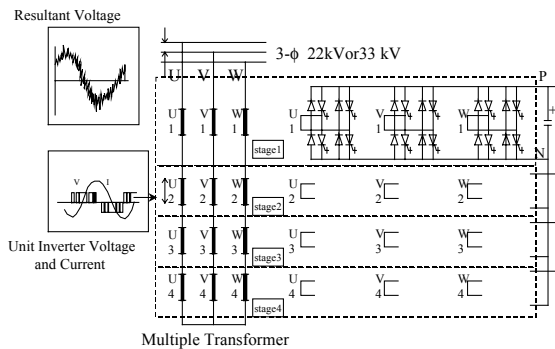 Resultant Voltage
3-ϕ 22kVor33 kV
U V W
P
U 1 V 1 W 1 U 1 V 1 W 1
+
N
stage1
V I
U 2 V 2 W 2 U 2 V 2 W 2
stage2
Unit Inverter Voltage
and Current
U 3 V 3 W 3 U 3 V 3 W 3
stage3
U 4 V 4 W 4 U 4 V 4 W 4
stage4
Multiple Transformer